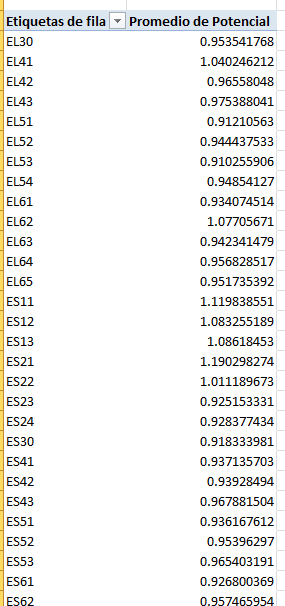 Etiquetas de fila Promedio de Potencial
EL30 0.953541768
EL41 1.040246212
EL42 0.96558048
EL43 0.975388041
EL51 0.91210563
EL52 0.944437533
EL53 0.910255906
EL54 0.94854127
EL61 0.934074514
EL62 1.07705671
EL63 0.942341479
EL64 0.956828517
EL65 0.951735392
ES11 1.119838551
ES12 1.083255189
ES13 1.08618453
ES21 1.190298274
ES22 1.011189673
ES23 0.925153331
ES24 0.928377434
ES30 0.918333981
ES41 0.937135703
ES42 0.93928494
ES43 0.967881504
ES51 0.936167612
ES52 0.95396297
ES53 0.965403191
ES61 0.926800369
ES62 0.957465954